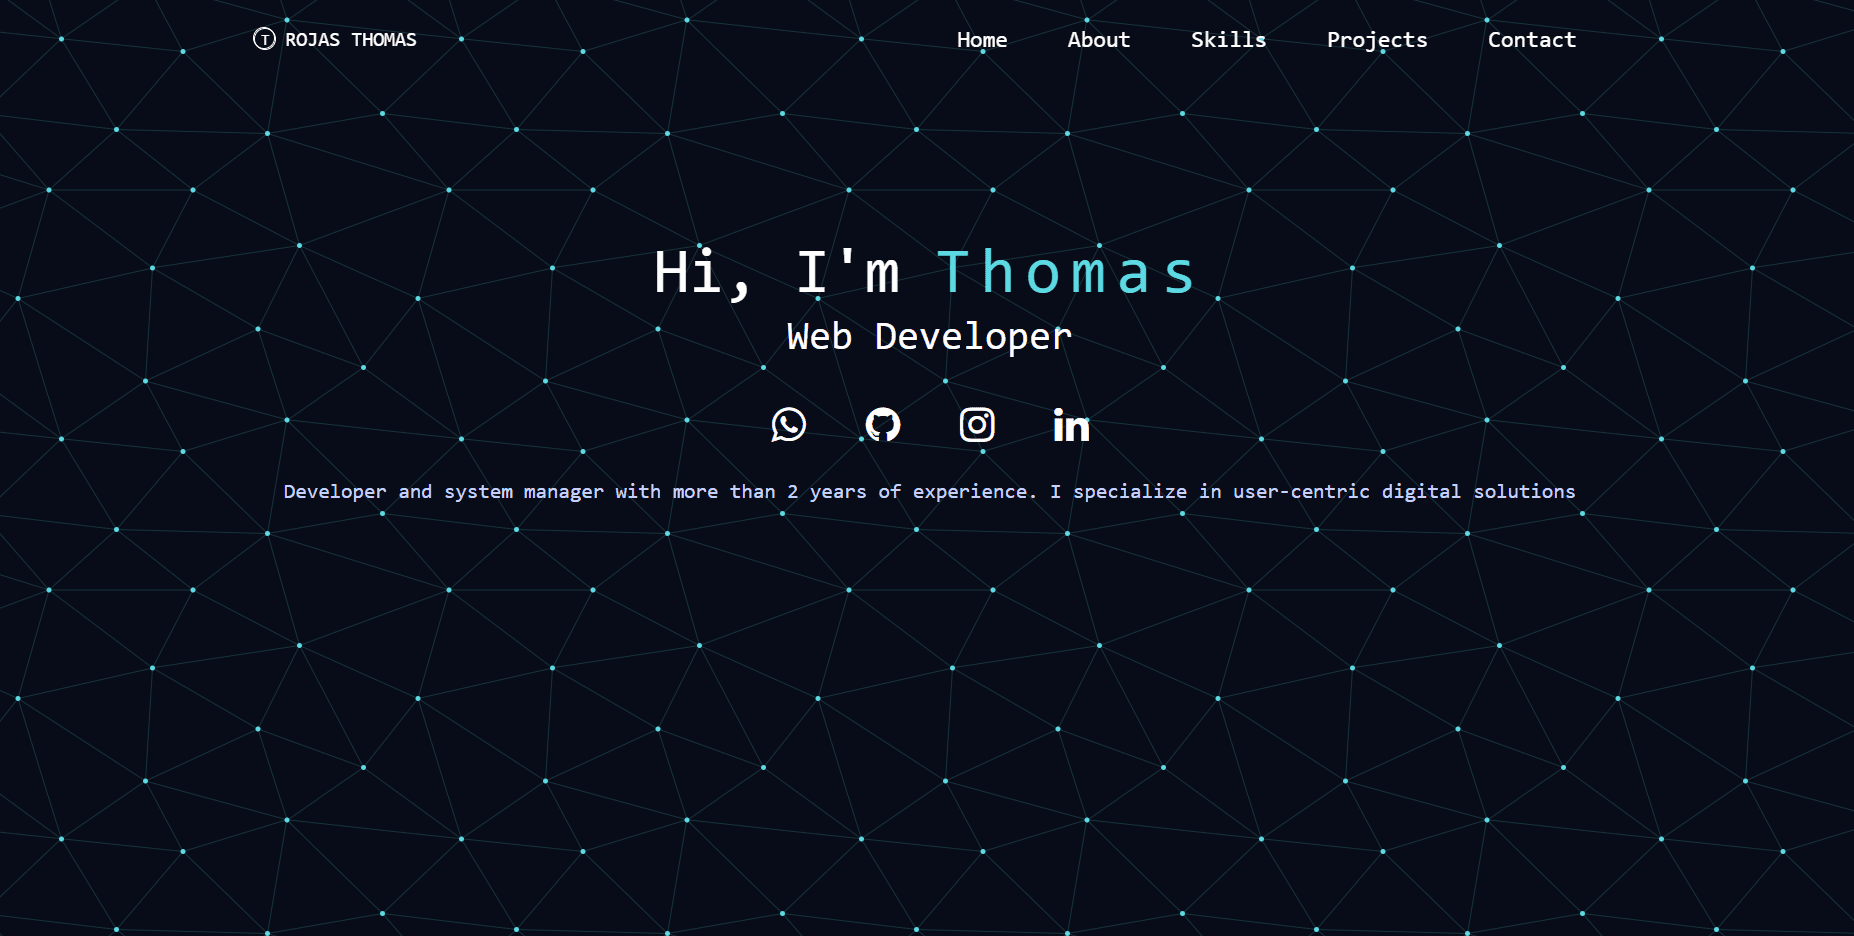 T ROJAS THOMAS
Home About Skills Projects Contact
Hi, I'm Thomas
Web Developer
in
Developer and system manager with more than 2 years of experience. I specialize in user-centric digital solutions